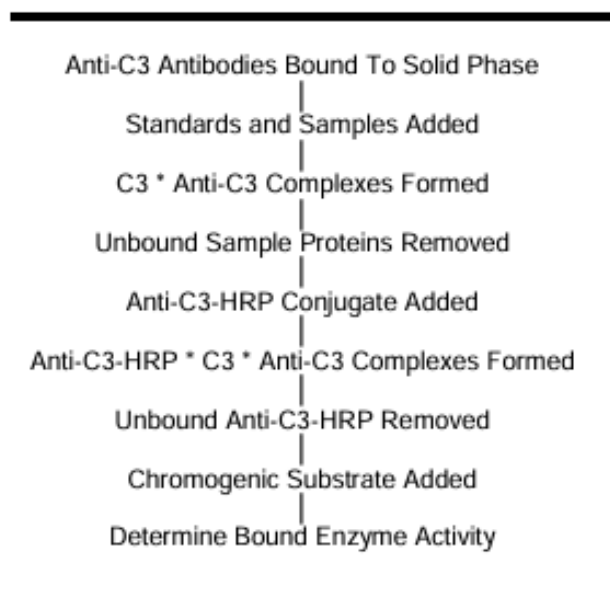 Anti-C3 Antibodies Bound To Solid Phase
Standards and Samples Added
C3 * Anti-C3 Complexes Formed
Unbound Sample Proteins Removed
Anti-C3-HRP Conjugate Added
Anti-C3-HRP * C3 * Anti-C3 Complexes Formed
Unbound Anti-C3-HRP Removed
Chromogenic Substrate Added
Determine Bound Enzyme Activity